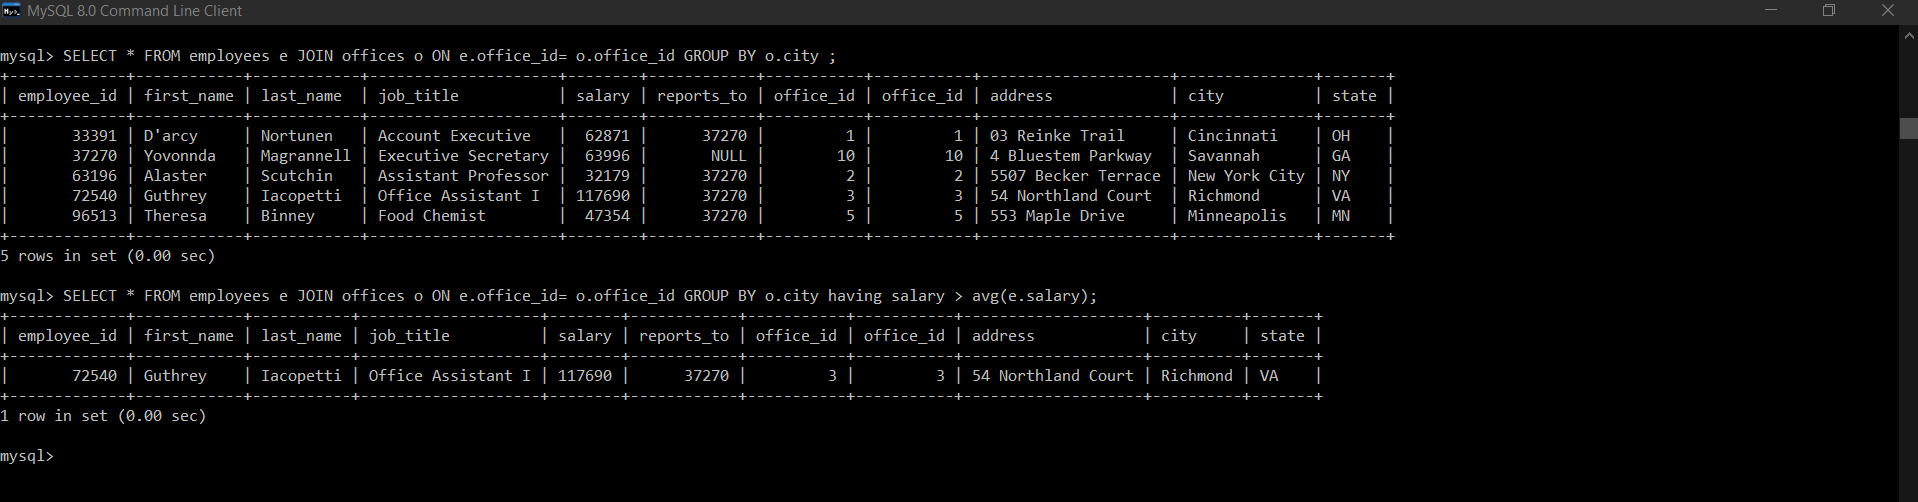 MySQL 8.0 Command Line Client
mysql> SELECT * FROM employees e JOIN offices o ON e.office_id= o.office_id GROUP BY o.city ;
+-------------+------------+-----------+---------------------+--------+------------+-----------+-----------+---------------------+---------------+-------+
| employee_id | first_name | last_name  | job_title           | salary | reports_to | office_id | office_id | address             | city          | state |
+-------------+------------+-----------+---------------------+--------+------------+-----------+-----------+---------------------+---------------+-------+
|       33391 | D'arcy     | Nortunen   | Account Executive   |  62871 |      37270 |         1 |         1 | 03 Reinke Trail     | Cincinnati    | OH    |
|       37270 | Yovonnda   | Magrannell | Executive Secretary |  63996 |       NULL |        10 |        10 | 4 Bluestem Parkway  | Savannah      | GA    |
|       63196 | Alaster    | Scutchin   | Assistant Professor |  32179 |      37270 |         2 |         2 | 5507 Becker Terrace | New York City | NY    |
|       72540 | Guthrey    | Iacopetti  | Office Assistant I  | 117690 |      37270 |         3 |         3 | 54 Northland Court  | Richmond      | VA    |
|       96513 | Theresa    | Binney     | Food Chemist        |  47354 |      37270 |         5 |         5 | 553 Maple Drive     | Minneapolis   | MN    |
+-------------+------------+------------+---------------------+--------+------------+-----------+-----------+---------------------+---------------+-------+
5 rows in set (0.00 sec)
mysql> SELECT * FROM employees e JOIN offices o ON e.office_id= o.office_id GROUP BY o.city having salary > avg(e.salary);
+-------------+------------+-----------+--------------------+--------+------------+-----------+-----------+--------------------+----------+-------+
| employee_id | first_name | last_name | job_title          | salary | reports_to | office_id | office_id | address            | city     | state |
+-------------+------------+-----------+--------------------+--------+------------+-----------+-----------+--------------------+----------+-------+
|       72540 | Guthrey    | Iacopetti | Office Assistant I | 117690 |      37270 |         3 |         3 | 54 Northland Court | Richmond | VA    |
+-------------+------------+-----------+--------------------+--------+------------+-----------+-----------+--------------------+----------+-------+
1 row in set (0.00 sec)
mysql>